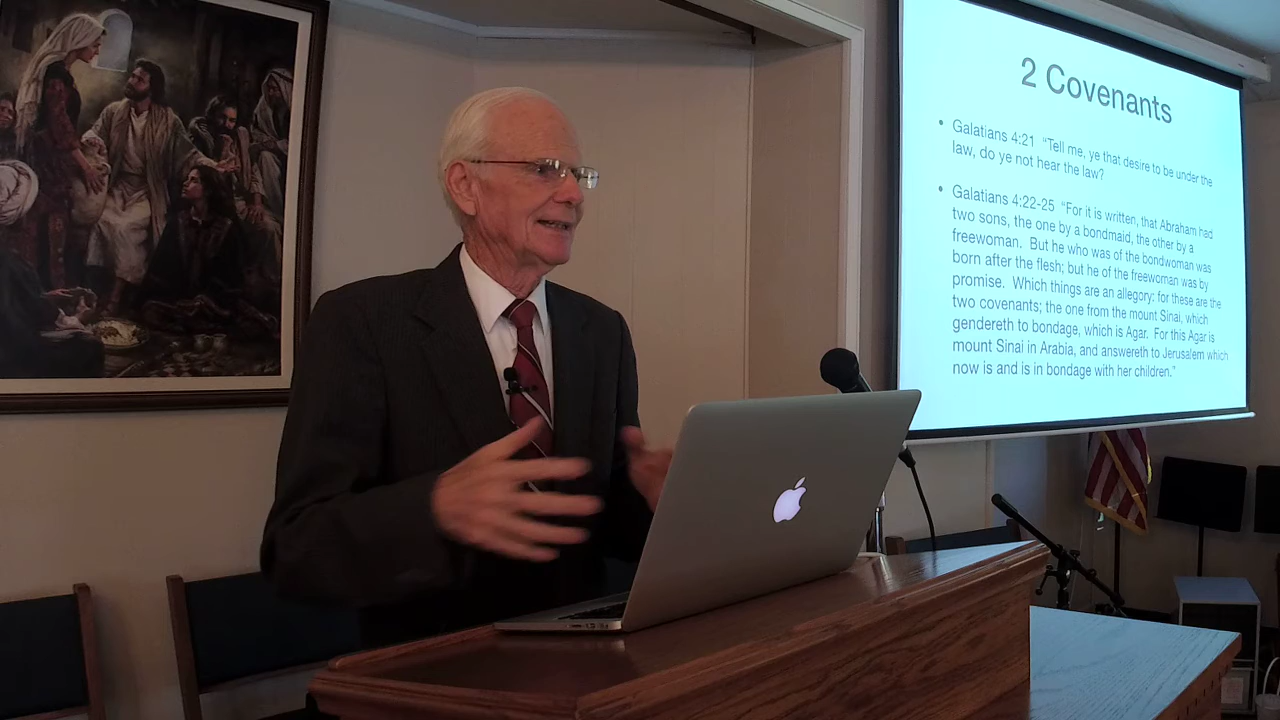 2 Covenants
• Galatians 4:21 “Tell me, ye that desire to be under the
law, do ye not hear the law?
• Galatians 4:22-25 “For it is written, that Abraham had
two sons, the one by a bondmaid, the other by a
freewoman. But he who was of the bondwoman was
born after the flesh; but he of the freewoman was by
promise. Which things are an allegory: for these are the
two covenants; the one from the mount Sinai, which
gendereth to bondage, which is Agar. For this Agar is
mount Sinai in Arabia, and answereth to Jerusalem which
now is and is in bondage with her children.”